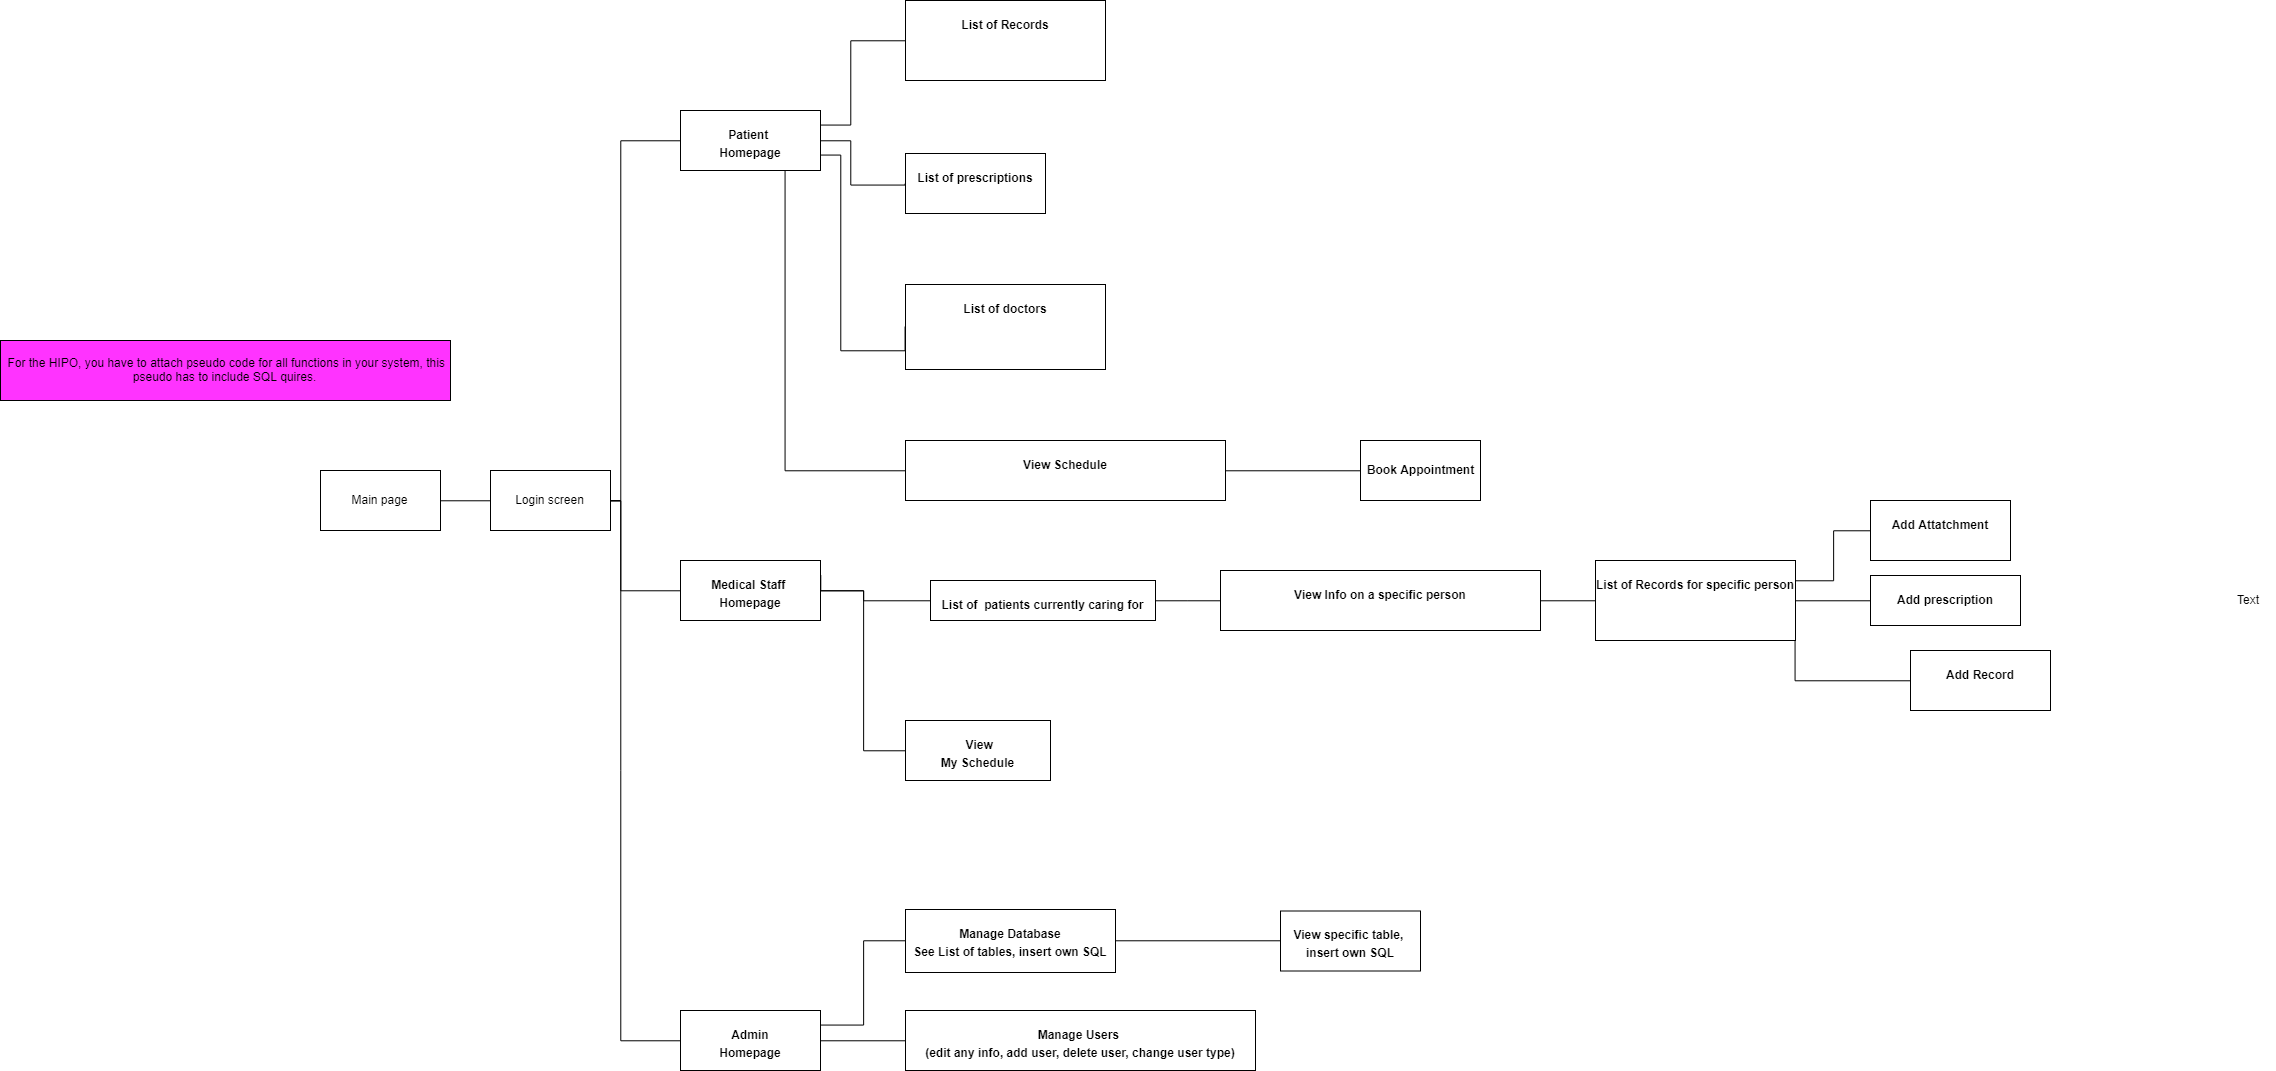 List of Records
Patient
Homepage
List of prescriptions
List of doctors
For the HIPO, you have to attach pseudo code for all functions in your system, this
pseudo has to include SQL quires.
View Schedule
Book Appointment
Main page
Login screen
Add Attatchment
Medical Staff
Homepage
List of  patients currently caring for
View Info on a specific person
List of Records for specific person
Add prescription
Text
Add Record
View
My Schedule
Manage Database
See List of tables, insert own SQL
View specific table,
insert own SQL
Admin
Homepage
Manage Users
(edit any info, add user, delete user, change user type)